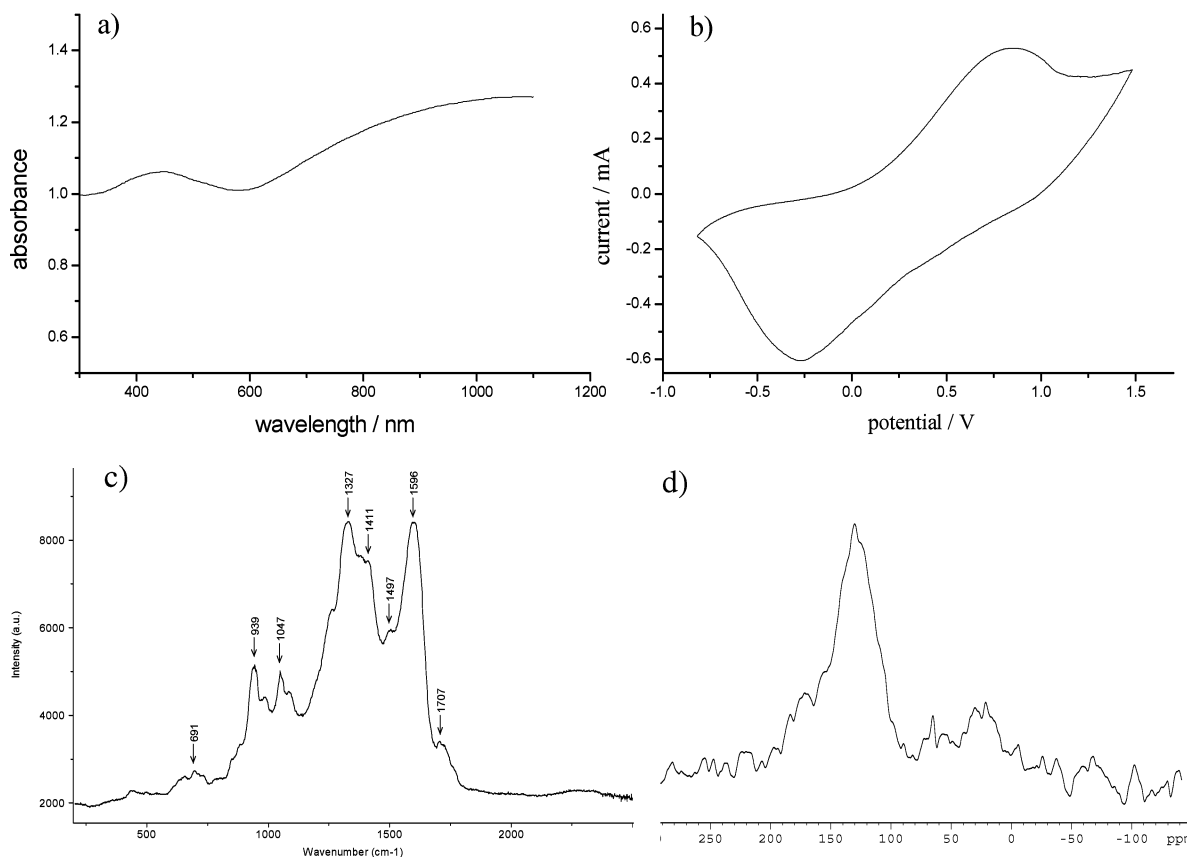 a)
1.4
1.2
1.0
0.8
0.6
absorbance
400 600 800 1000 1200
wavelength / nm
b)
0.6
0.4
0.2
0.0
-0.2
-0.4
-0.6
current / mA
-1.0 -0.5 0.0 0.5 1.0 1.5
potential / V
c)
1327
1411
1596
1497
939
1047
1707
691
8000
6000
4000
2000
Intensity (a.u.)
500 1000 1500 2000
Wavenumber (cm-1)
d)
250 200 150 100 50 0 -50 -100 ppm